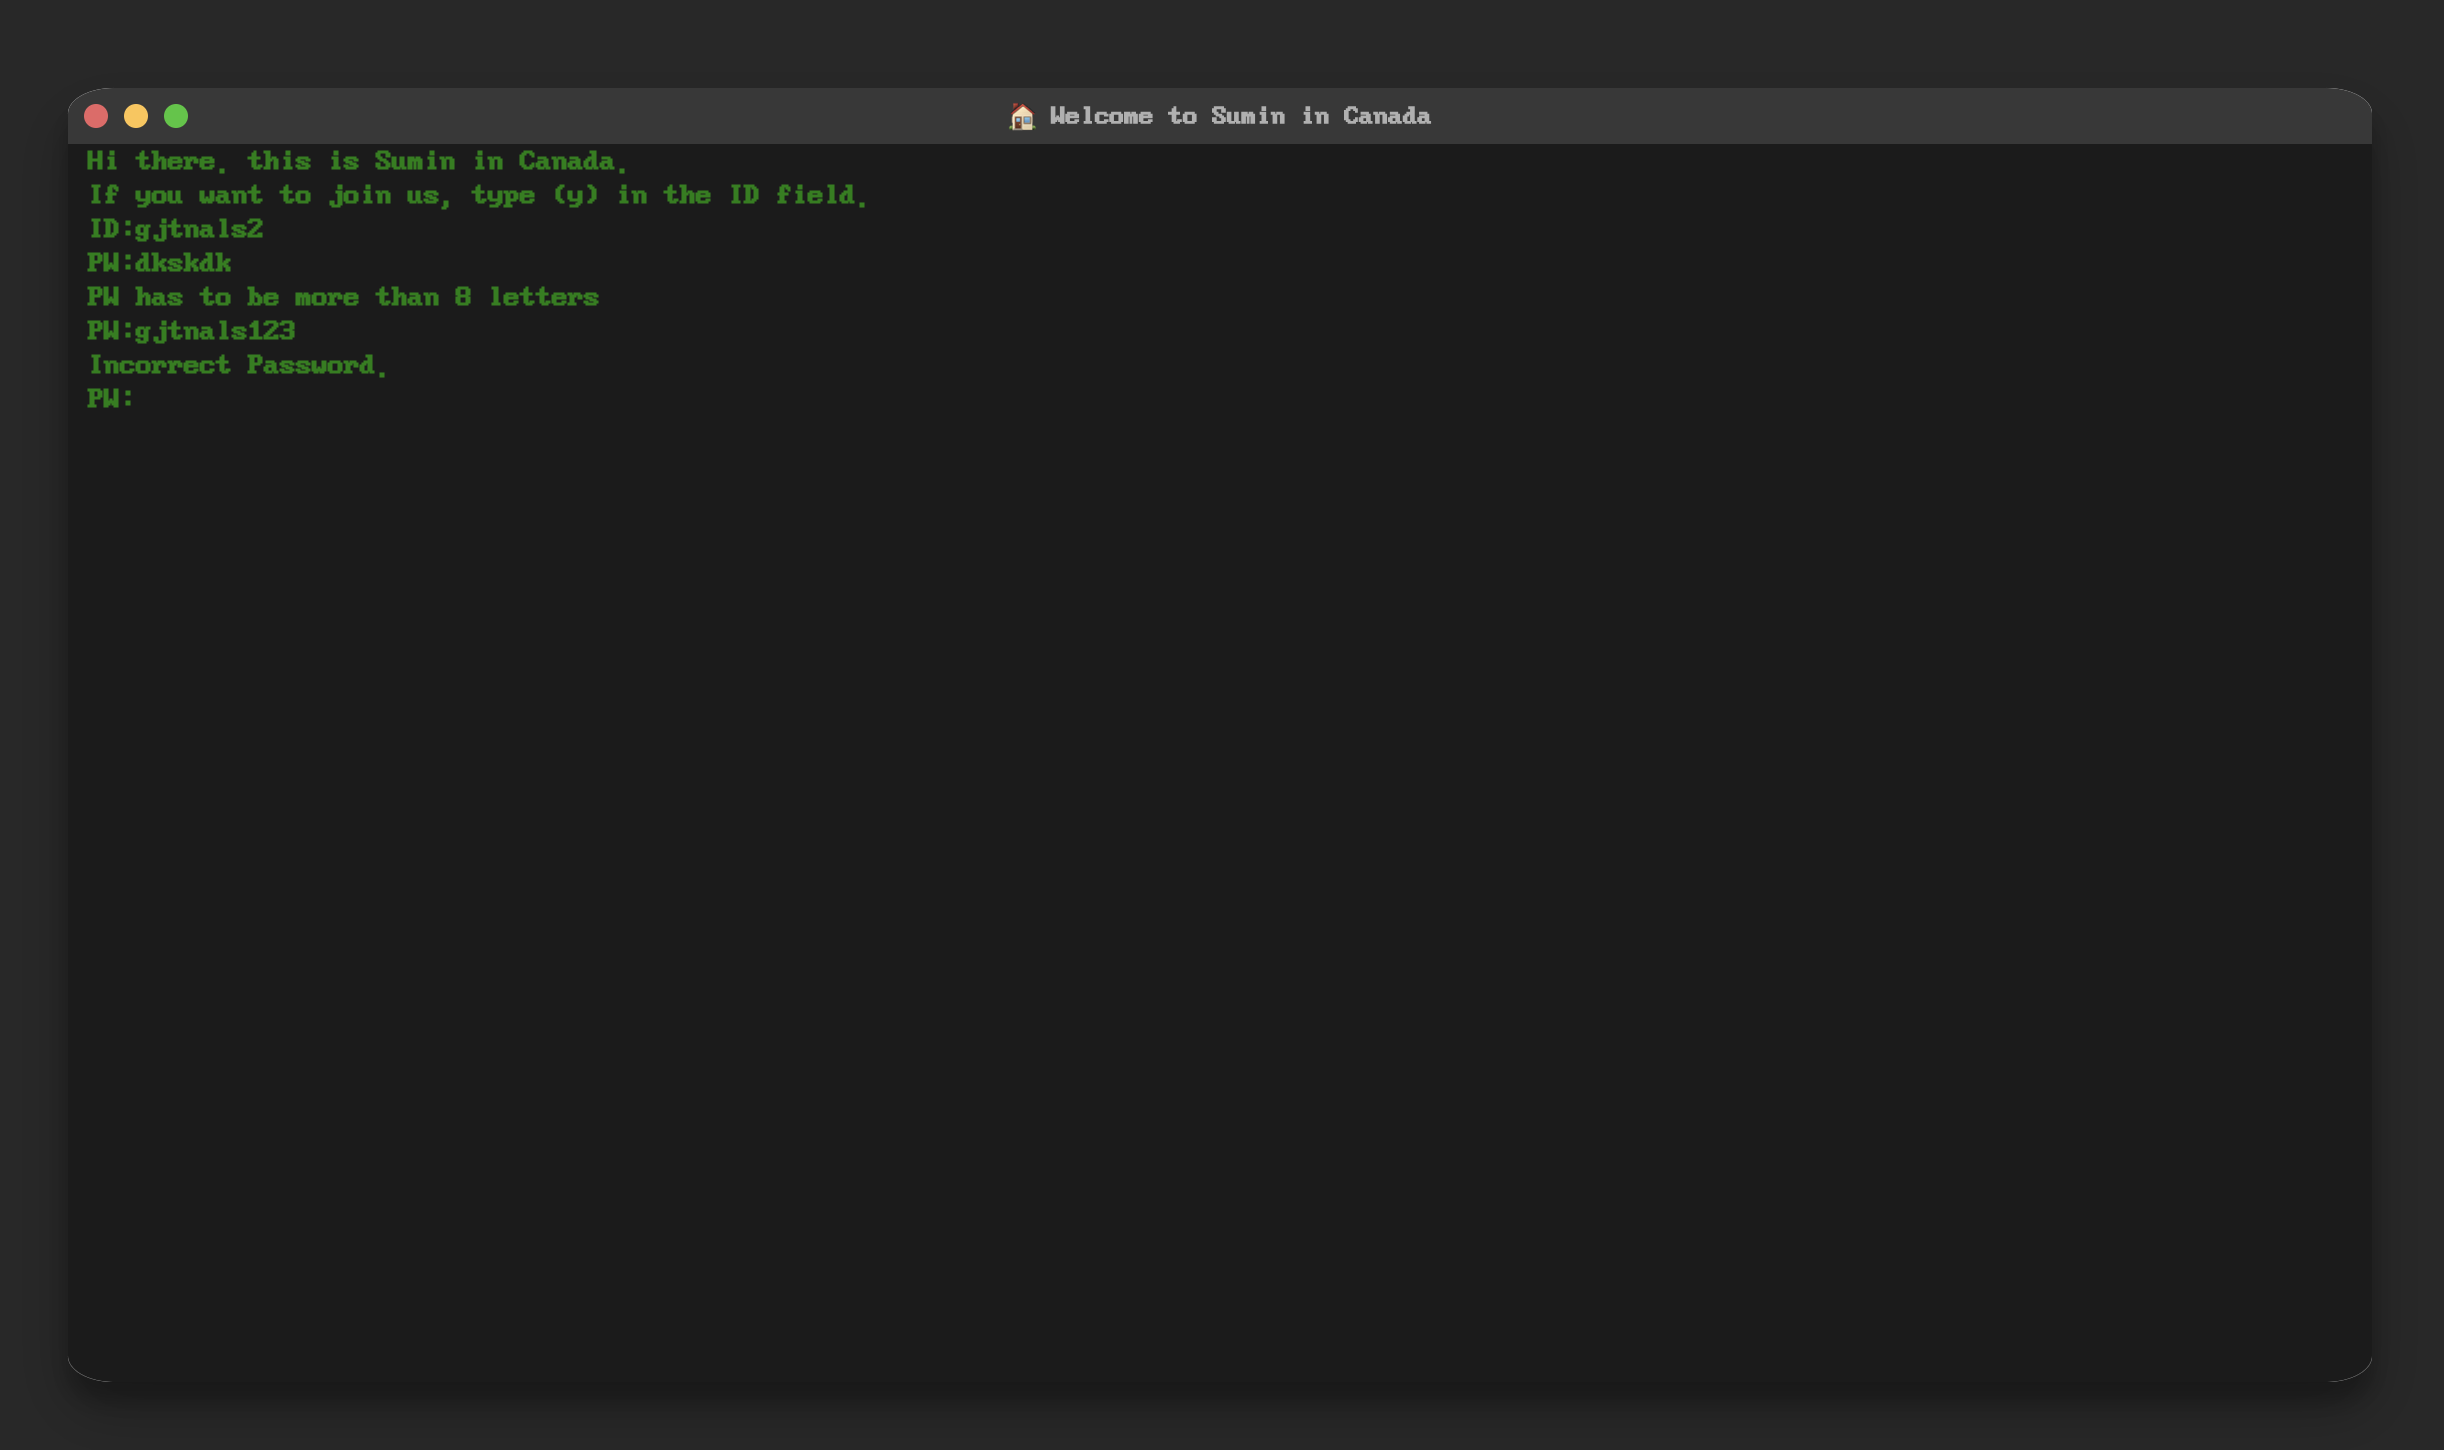 🏠 Welcome to Sumin in Canada
Hi there. this is Sumin in Canada.
If you want to join us, type (y) in the ID field.
ID:gjtnals2
PW:dkskdk
PW has to be more than 8 letters
PW:gjtnals123
Incorrect Password.
PW: